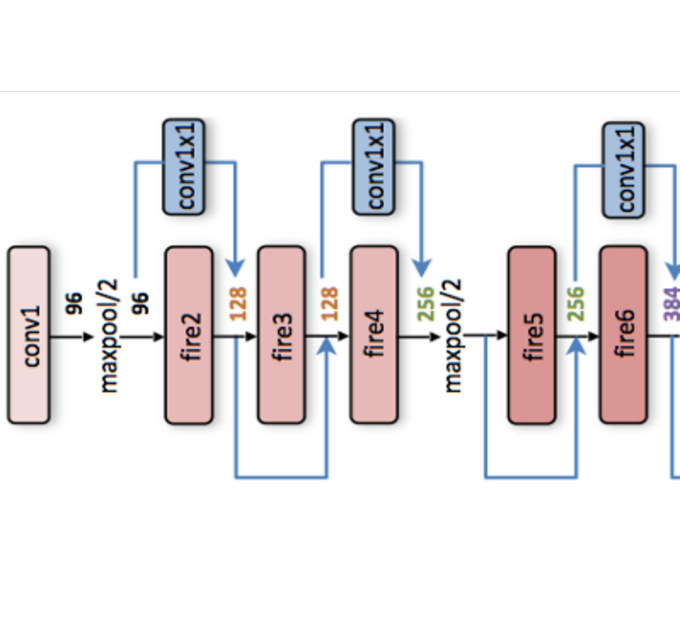 conv1
96
maxpool/2
96
conv1x1
fire2
128
fire3
128
conv1x1
fire4
256
maxpool/2
fire5
256
conv1x1
fire6
384